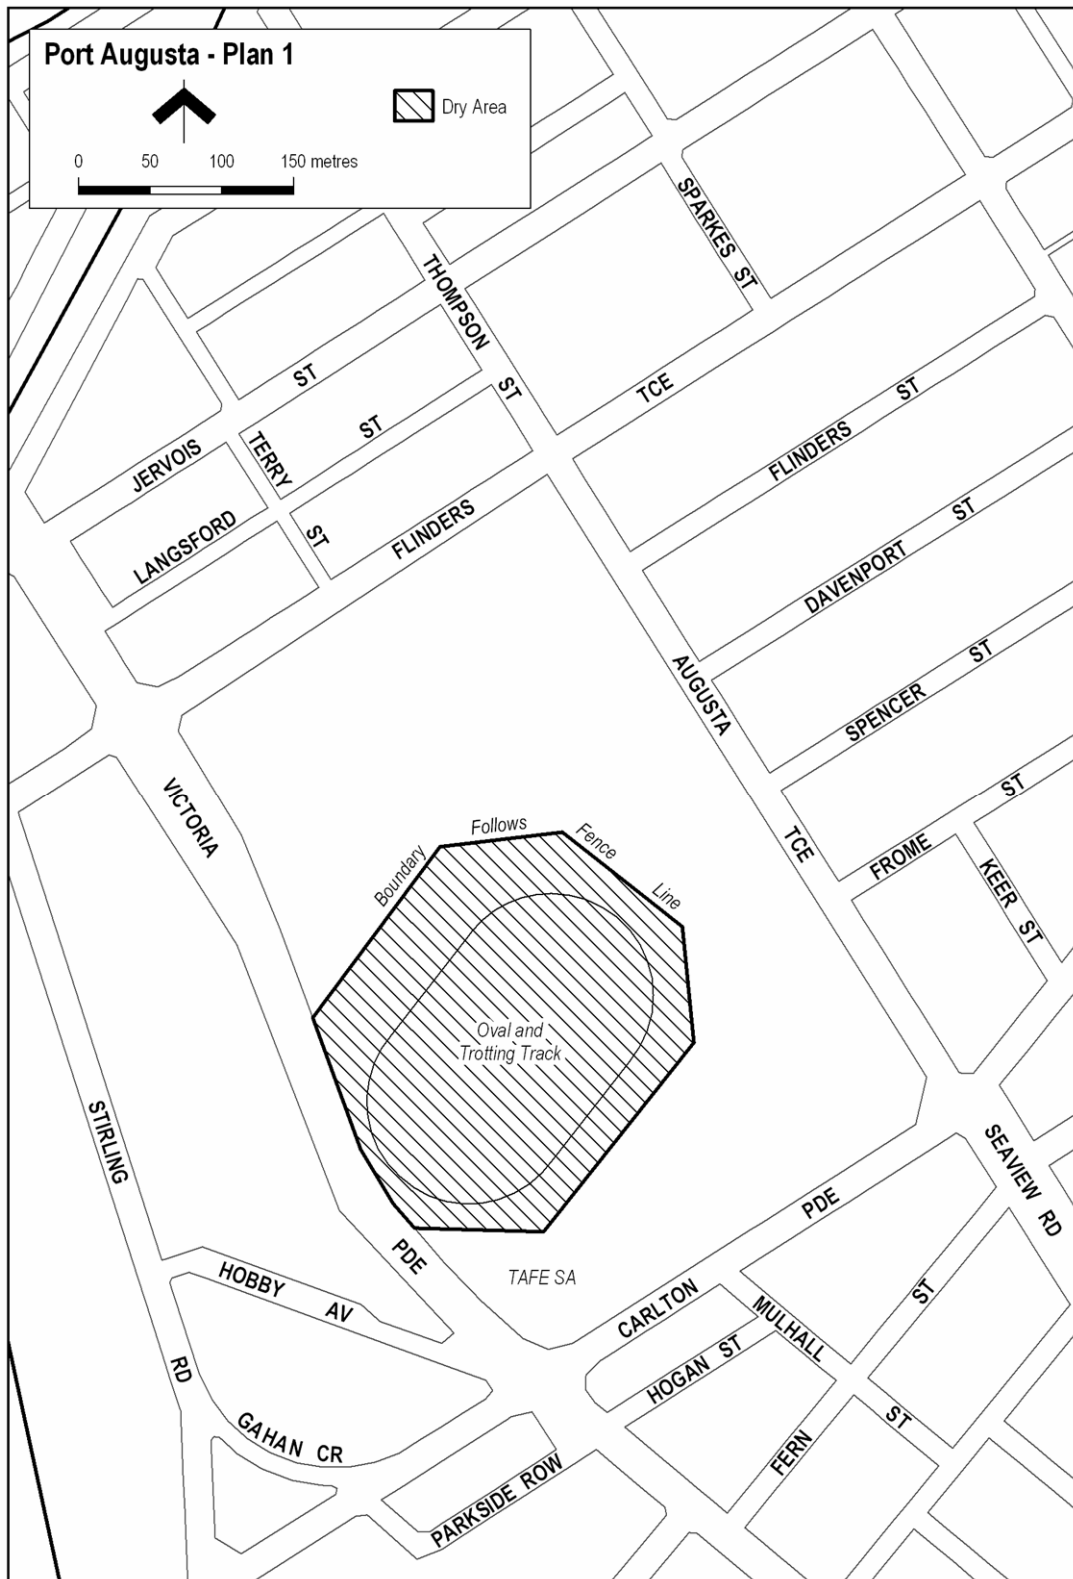 Port Augusta - Plan 1
Dry Area
0 50 100 150 metres
SPARKES ST
THOMPSON ST
JERVOIS ST
TERRY ST
LANGSFORD ST
FLINDERS TCE
FLINDERS ST
DAVENPORT ST
AUGUSTA TCE
SPENCER ST
FROME ST
KEER ST
VICTORIA PDE
Boundary Follows Fence Line
Oval and
Trotting Track
STIRLING RD
SEAVIEW RD
HOBBY AV
TAFE SA
CARLTON PDE
MULHALL ST
HOGAN ST
GAHAN CR
FERN ST
PARKSIDE ROW